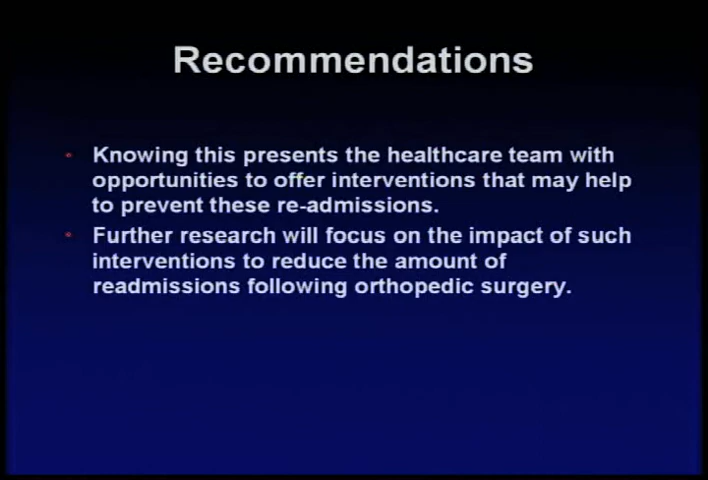 Recommendations
Knowing this presents the healthcare team with
opportunities to offer interventions that may help
to prevent these re-admissions.
Further research will focus on the impact of such
interventions to reduce the amount of
readmissions following orthopedic surgery.